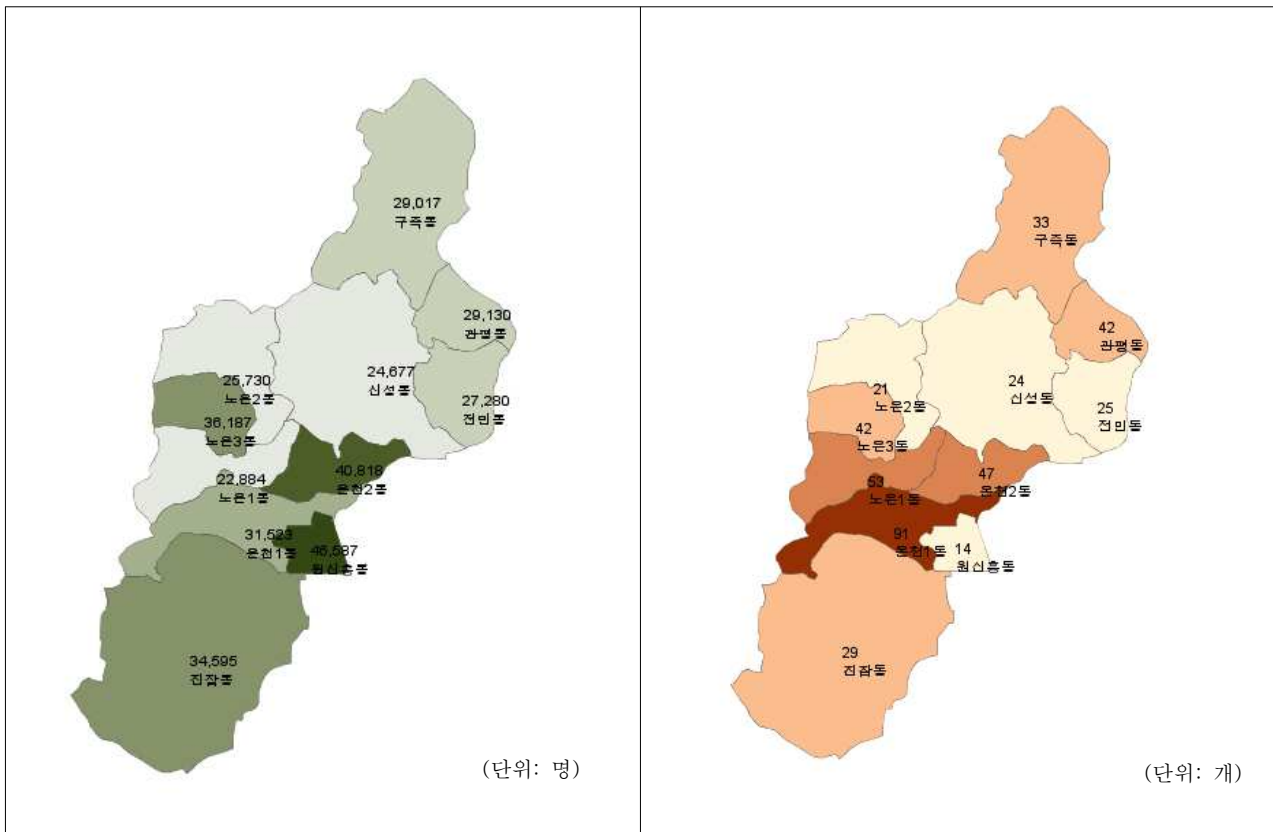 29,017
구즉동
29,130
관평동
25,730
노은2동
24,677
신성동
27,280
전민동
36,187
노은3동
22,884
노은1동
40,818
온천2동
31,523
온천1동
46,587
원신흥동
34,595
진잠동
(단위: 명)
33
구즉동
42
관평동
21
노은2동
24
신성동
25
전민동
42
노은3동
53
노은1동
47
온천2동
91
온천1동
14
원신흥동
29
진잠동
(단위: 개)